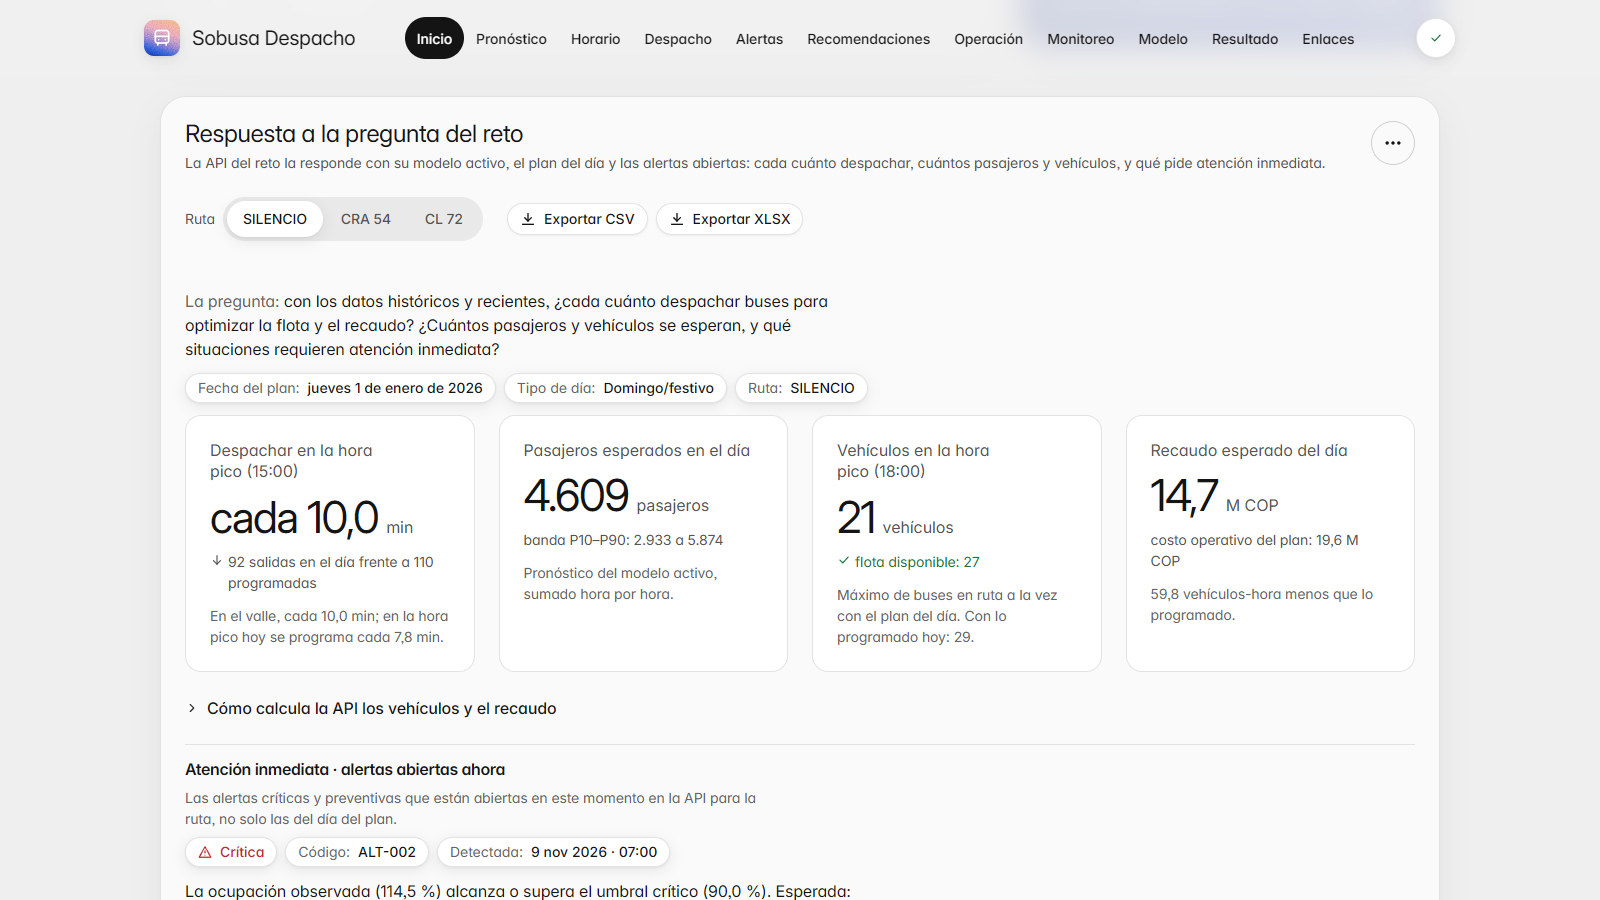 Sobusa Despacho
Inicio
Pronóstico
Horario
Despacho
Alertas
Recomendaciones
Operación
Monitoreo
Modelo
Resultado
Enlaces
Respuesta a la pregunta del reto
La API del reto la responde con su modelo activo, el plan del día y las alertas abiertas: cada cuánto despachar, cuántos pasajeros y vehículos, y qué pide atención inmediata.
Ruta
SILENCIO
CRA 54
CL 72
Exportar CSV
Exportar XLSX
La pregunta: con los datos históricos y recientes, ¿cada cuánto despachar buses para
optimizar la flota y el recaudo? ¿Cuántos pasajeros y vehículos se esperan, y qué
situaciones requieren atención inmediata?
Fecha del plan: jueves 1 de enero de 2026
Tipo de día: Domingo/festivo
Ruta: SILENCIO
Despachar en la hora
pico (15:00)
cada 10,0 min
92 salidas en el día frente a 110
programadas
En el valle, cada 10,0 min; en la hora
pico hoy se programa cada 7,8 min.
Pasajeros esperados en el día
4.609 pasajeros
banda P10–P90: 2.933 a 5.874
Pronóstico del modelo activo,
sumado hora por hora.
Vehículos en la hora
pico (18:00)
21 vehículos
flota disponible: 27
Máximo de buses en ruta a la vez
con el plan del día. Con lo
programado hoy: 29.
Recaudo esperado del día
14,7 M COP
costo operativo del plan: 19,6 M
COP
59,8 vehículos-hora menos que lo
programado.
Cómo calcula la API los vehículos y el recaudo
Atención inmediata · alertas abiertas ahora
Las alertas críticas y preventivas que están abiertas en este momento en la API para la
ruta, no solo las del día del plan.
Crítica
Código: ALT-002
Detectada: 9 nov 2026 · 07:00
La ocupación observada (114,5 %) alcanza o supera el umbral crítico (90,0 %). Esperada: